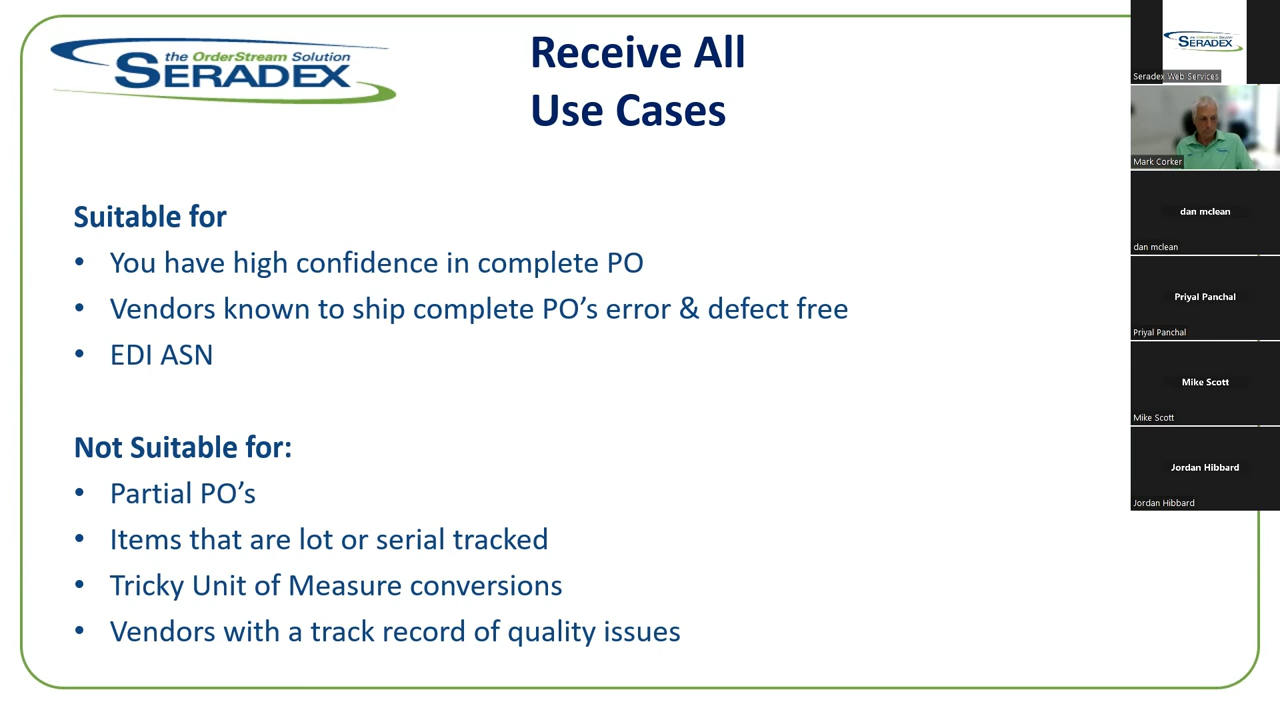 the OrderStream Solution
SERADEX
Receive All
Use Cases
Suitable for
• You have high confidence in complete PO
• Vendors known to ship complete PO’s error & defect free
• EDI ASN
Not Suitable for:
• Partial PO’s
• Items that are lot or serial tracked
• Tricky Unit of Measure conversions
• Vendors with a track record of quality issues
the OrderStream Solution
SERADEX
Seradex Web Services
Mark Corker
dan mclean
dan mclean
Priyal Panchal
Priyal Panchal
Mike Scott
Mike Scott
Jordan Hibbard
Jordan Hibbard